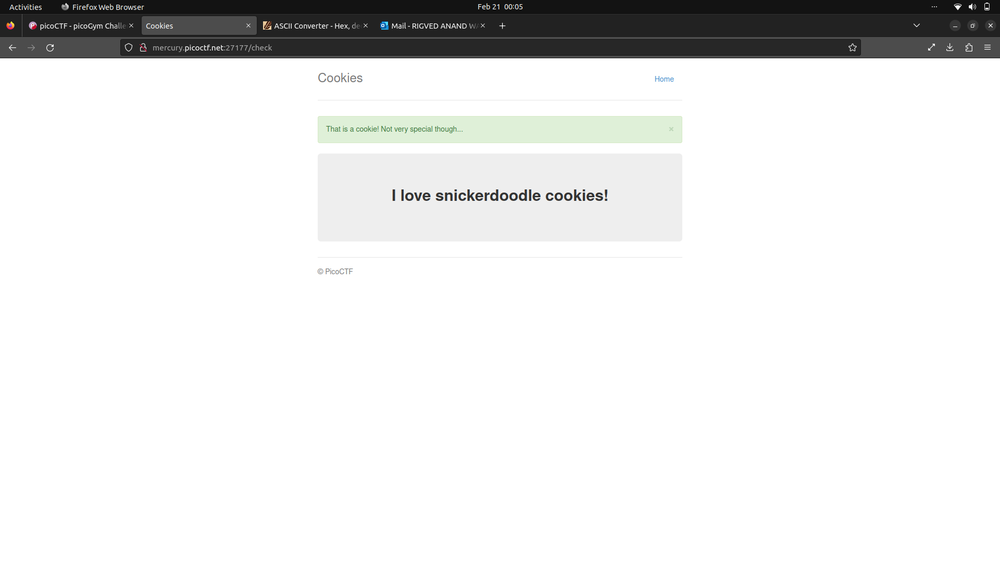 Activities Firefox Web Browser Feb 21 00:05
picoCTF - picoGym Challe Cookies ASCII Converter - Hex, de Mail - RIGVED ANAND WA
mercury.picoctf.net:27177/check
Cookies Home
That is a cookie! Not very special though... ×
I love snickerdoodle cookies!
© PicoCTF